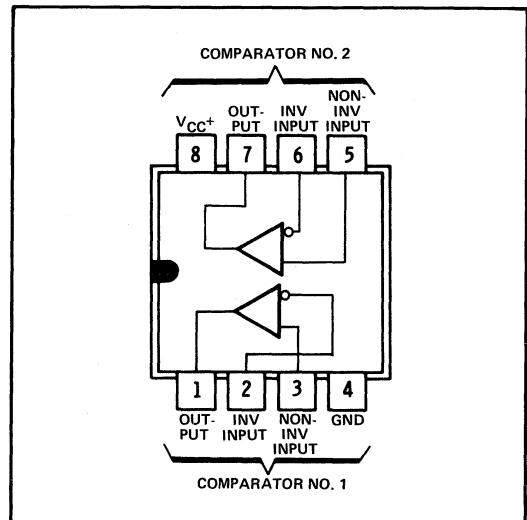 COMPARATOR NO. 2
VCC+
OUT-
PUT
INV
INPUT
NON-
INV
INPUT
8 7 6 5
1 2 3 4
OUT-
PUT
INV
INPUT
NON-
INV
INPUT
GND
COMPARATOR NO. 1